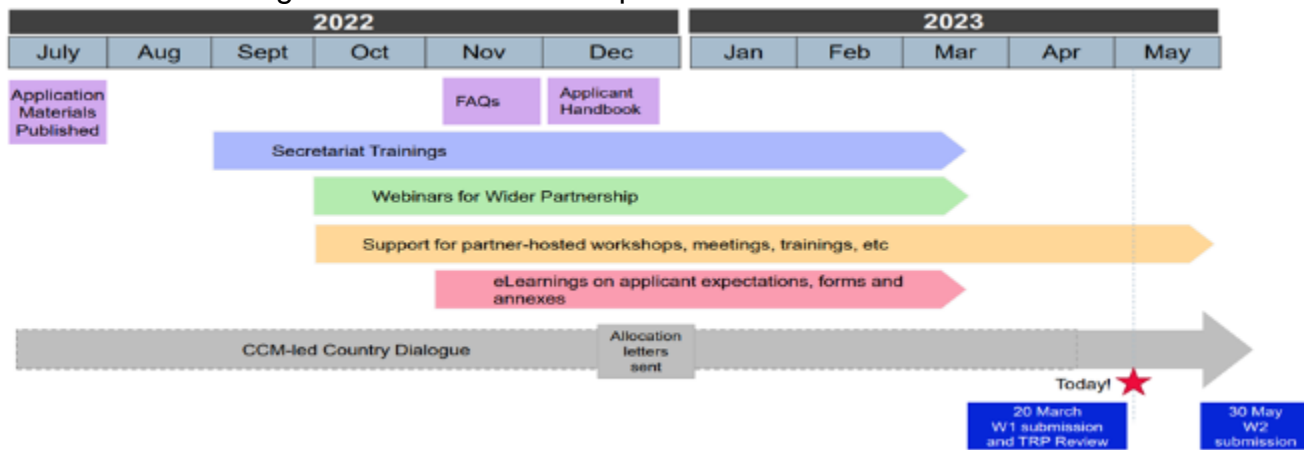 2022
2023
July
Aug
Sept
Oct
Nov
Dec
Jan
Feb
Mar
Apr
May
Application
Materials
Published
FAQs
Applicant
Handbook
Secretariat Trainings
Webinars for Wider Partnership
Support for partner-hosted workshops, meetings, trainings, etc
eLearnings on applicant expectations, forms and
annexes
CCM-led Country Dialogue
Allocation
letters
sent
Today!
20 March
W1 submission
and TRP Review
30 May
W2
submission